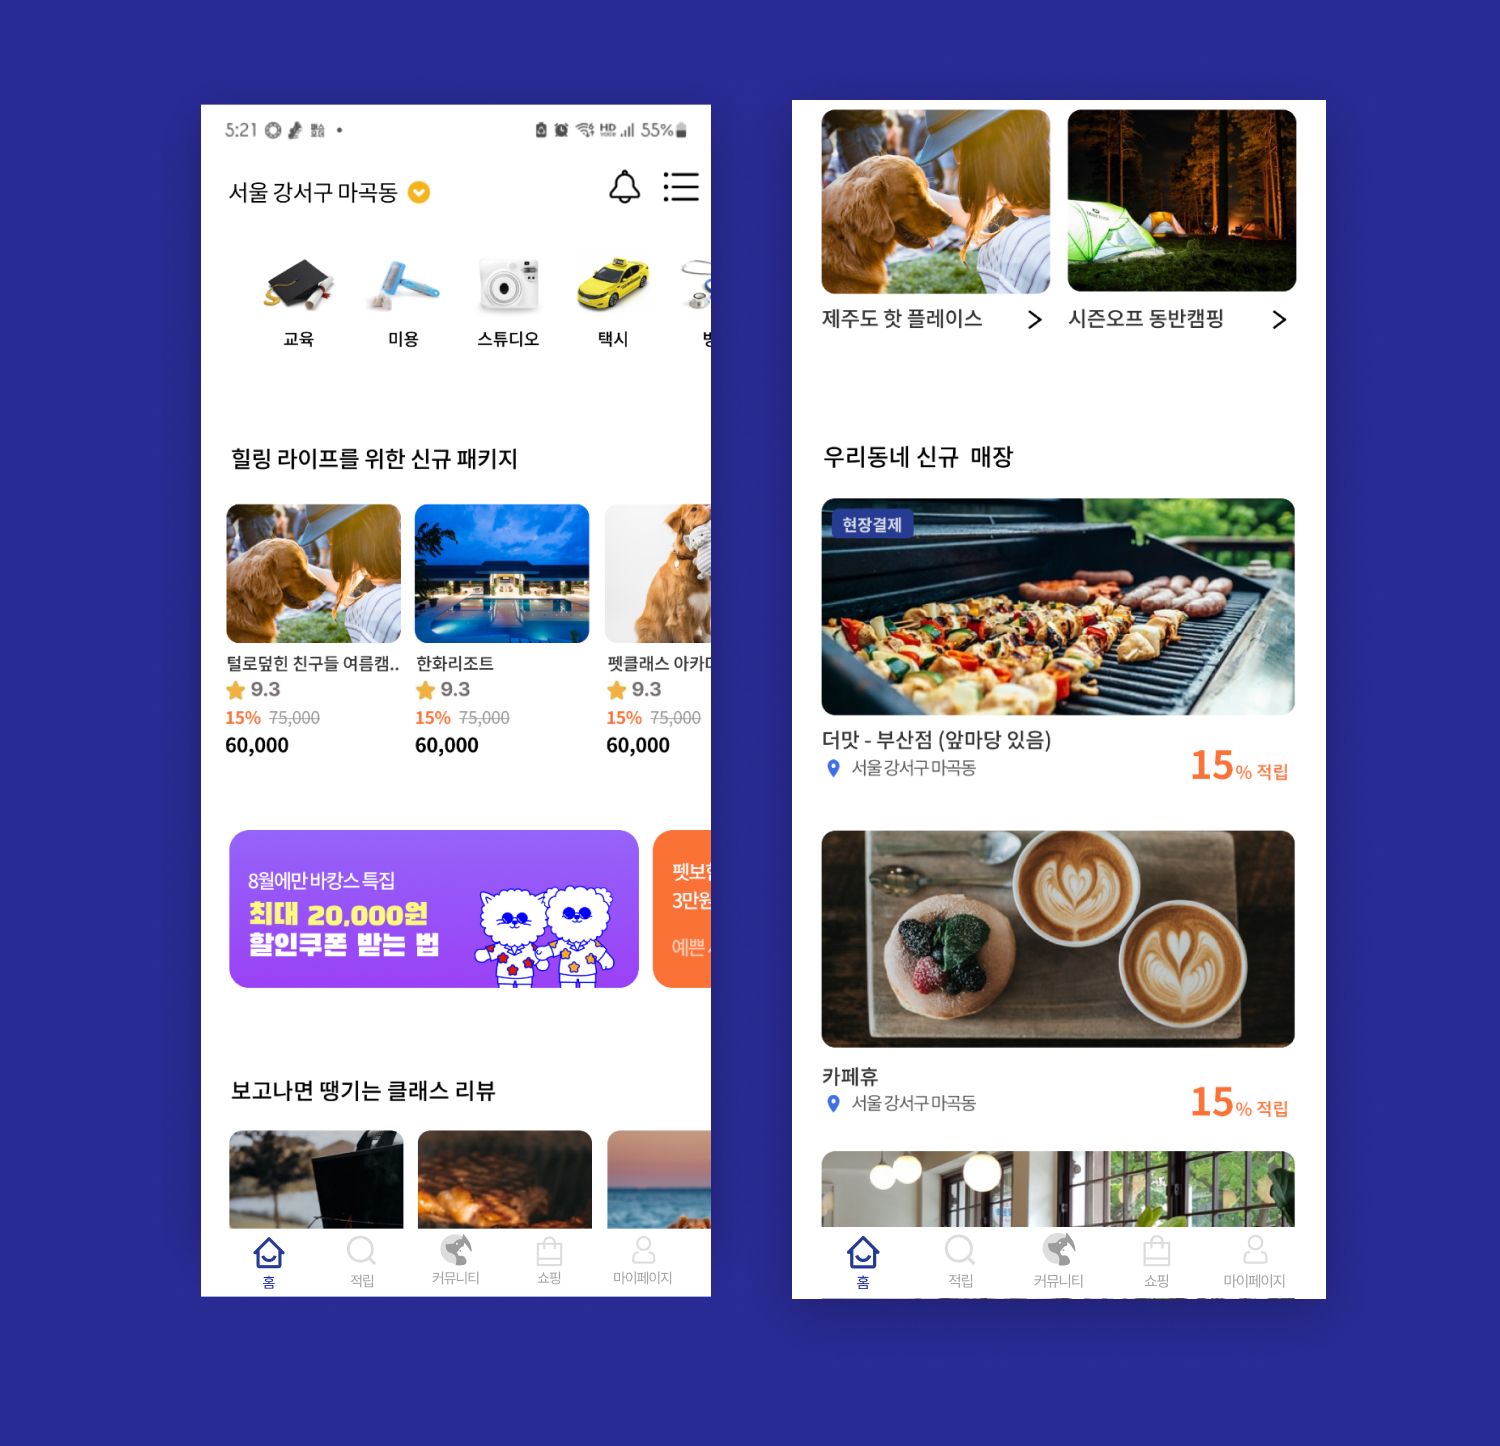 5:21
HD
55%
서울 강서구 마곡동
교육
미용
스튜디오
택시
힐링 라이프를 위한 신규 패키지
털로덮힌 친구들 여름캠..
한화리조트
펫클래스 아카
9.3
9.3
9.3
15% 75,000
15% 75,000
15% 75,000
60,000
60,000
60,000
8월에만 바캉스 특집
최대 20,000원
할인쿠폰 받는 법
펫보험
3만원
예쁜
보고나면 땡기는 클래스 리뷰
홈
적립
커뮤니티
쇼핑
마이페이지
제주도 핫 플레이스
시즌오프 동반캠핑
우리동네 신규 매장
현장결제
더맛 - 부산점 (앞마당 있음)
서울 강서구 마곡동
15% 적립
카페휴
서울 강서구 마곡동
15% 적립
홈
적립
커뮤니티
쇼핑
마이페이지